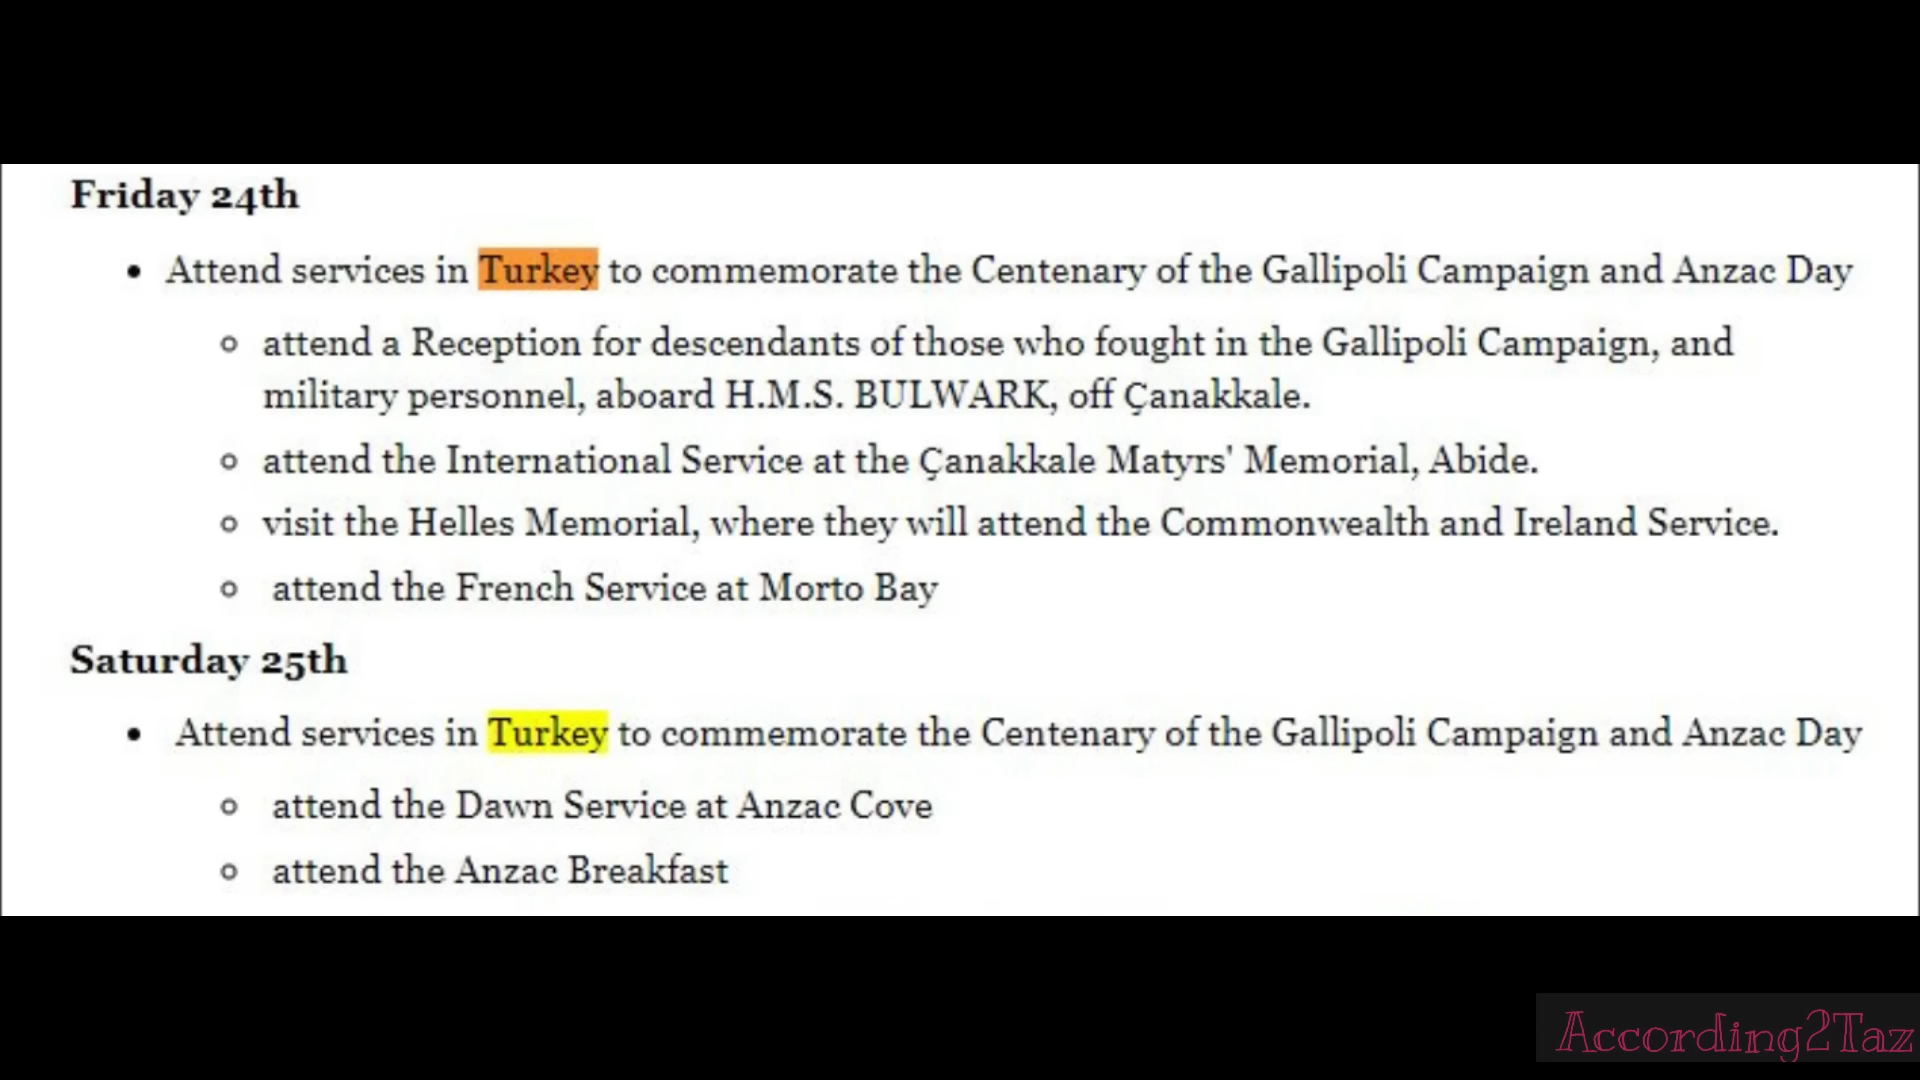 Friday 24th
• Attend services in Turkey to commemorate the Centenary of the Gallipoli Campaign and Anzac Day
○ attend a Reception for descendants of those who fought in the Gallipoli Campaign, and
military personnel, aboard H.M.S. BULWARK, off Çanakkale.
○ attend the International Service at the Çanakkale Matyrs' Memorial, Abide.
○ visit the Helles Memorial, where they will attend the Commonwealth and Ireland Service.
○ attend the French Service at Morto Bay
Saturday 25th
• Attend services in Turkey to commemorate the Centenary of the Gallipoli Campaign and Anzac Day
○ attend the Dawn Service at Anzac Cove
○ attend the Anzac Breakfast
According2Taz